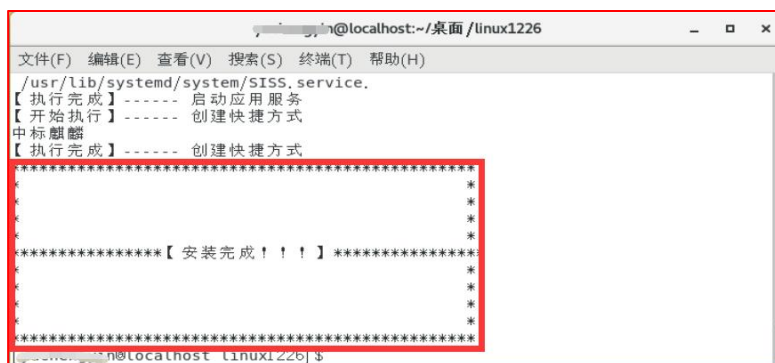 @localhost:~/桌面/linux1226
文件(F) 编辑(E) 查看(V) 搜索(S) 终端(T) 帮助(H)
/usr/lib/systemd/system/SISS.service.
【执行完成】------ 启动应用服务
【开始执行】------ 创建快捷方式
中标麒麟
【执行完成】------ 创建快捷方式
**********************************************
* *
* *
* *
* *
***************【 安装完成！！！】***************
* *
* *
* *
* *
**********************************************
@localhost linux1226]$